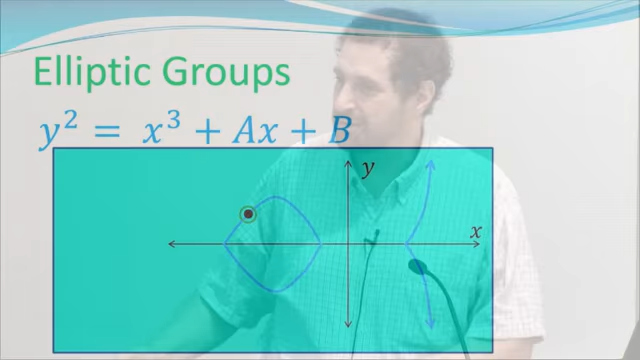 Elliptic Groups
y² = x³ + Ax + B
y
x